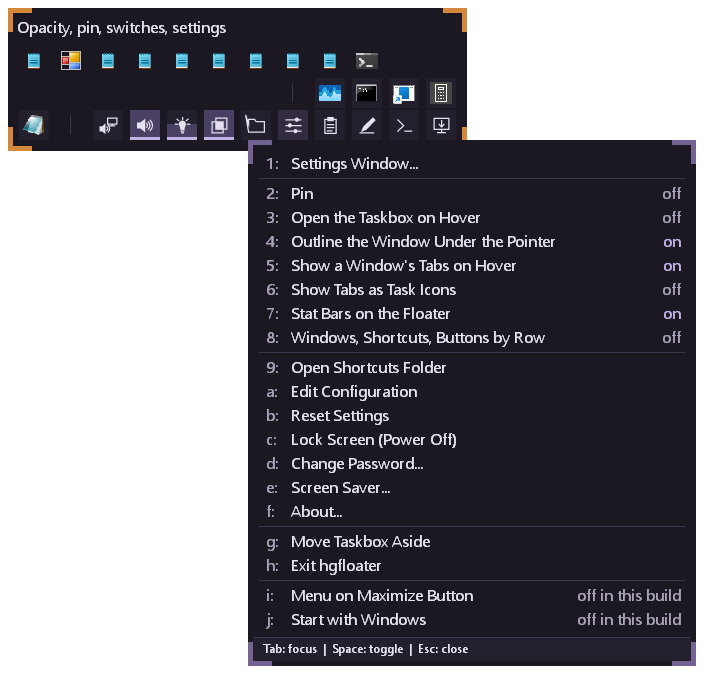 Opacity, pin, switches, settings
1: Settings Window...
2: Pin off
3: Open the Taskbox on Hover off
4: Outline the Window Under the Pointer on
5: Show a Window's Tabs on Hover on
6: Show Tabs as Task Icons off
7: Stat Bars on the Floater on
8: Windows, Shortcuts, Buttons by Row off
9: Open Shortcuts Folder
a: Edit Configuration
b: Reset Settings
c: Lock Screen (Power Off)
d: Change Password...
e: Screen Saver...
f: About...
g: Move Taskbox Aside
h: Exit hgfloater
i: Menu on Maximize Button off in this build
j: Start with Windows off in this build
Tab: focus | Space: toggle | Esc: close